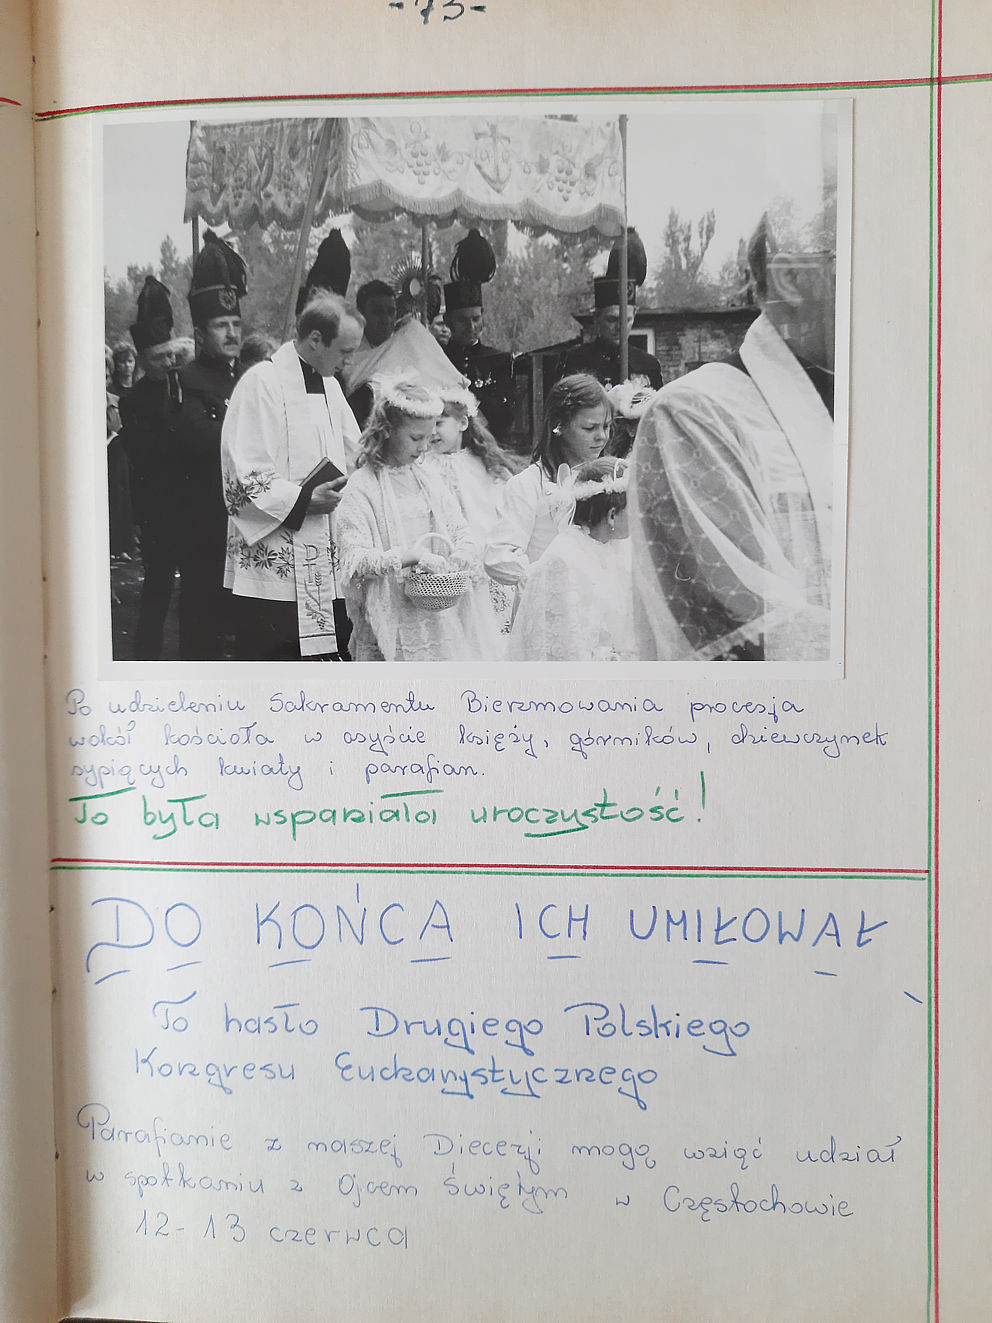 -73-
Po udzieleniu Sakramentu Bierzmowania procesja
wokół kościoła w asyście księży, górników, dziewczynek
sypiących kwiaty i parafian.
To była wspaniała uroczystość!
DO KOŃCA ICH UMIŁOWAŁ
To hasło Drugiego Polskiego
Kongresu Eucharystycznego
Parafianie z naszej Diecezji mogą wziąć udział
w spotkaniu z Ojcem Świętym w Częstochowie
12-13 czerwca